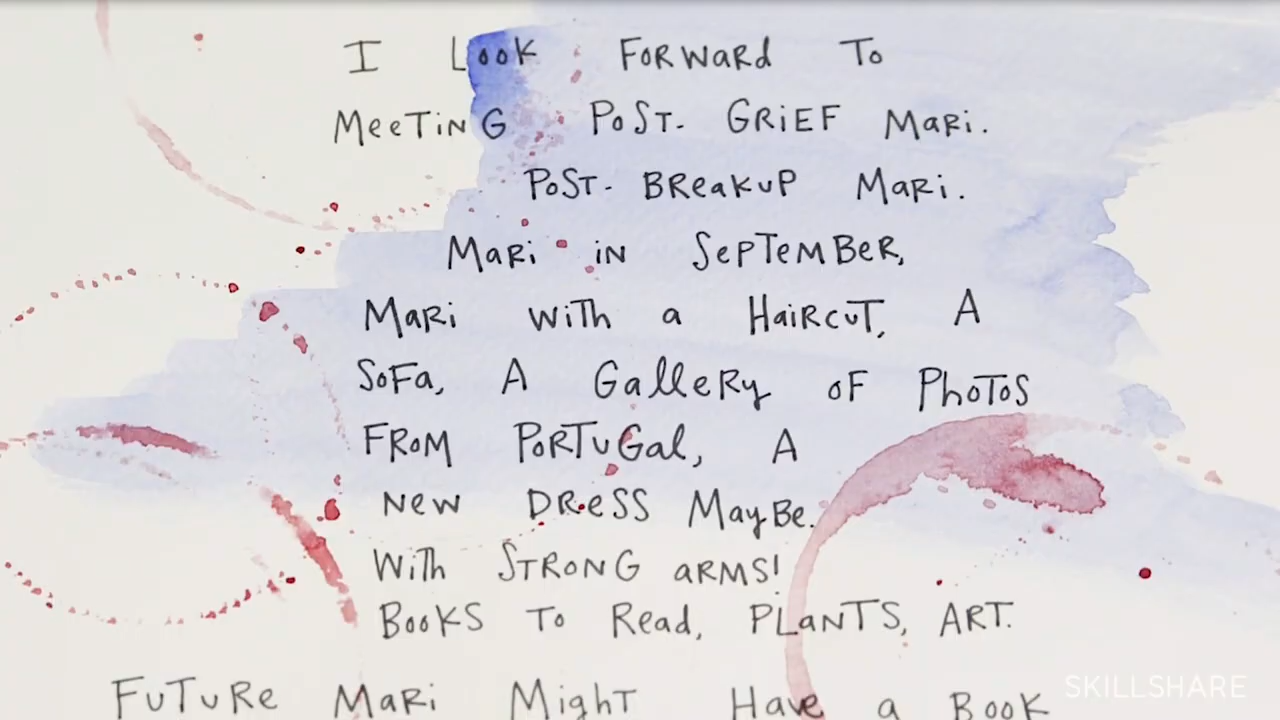 I Look Forward To
Meeting Post-Grief Mari.
Post-Breakup Mari.
Mari in September,
Mari with a Haircut, A
Sofa, A Gallery of Photos
From Portugal, A
New Dress Maybe.
With Strong Arms!
Books To Read, Plants, Art.
Future Mari Might Have a Book
SKILLSHARE